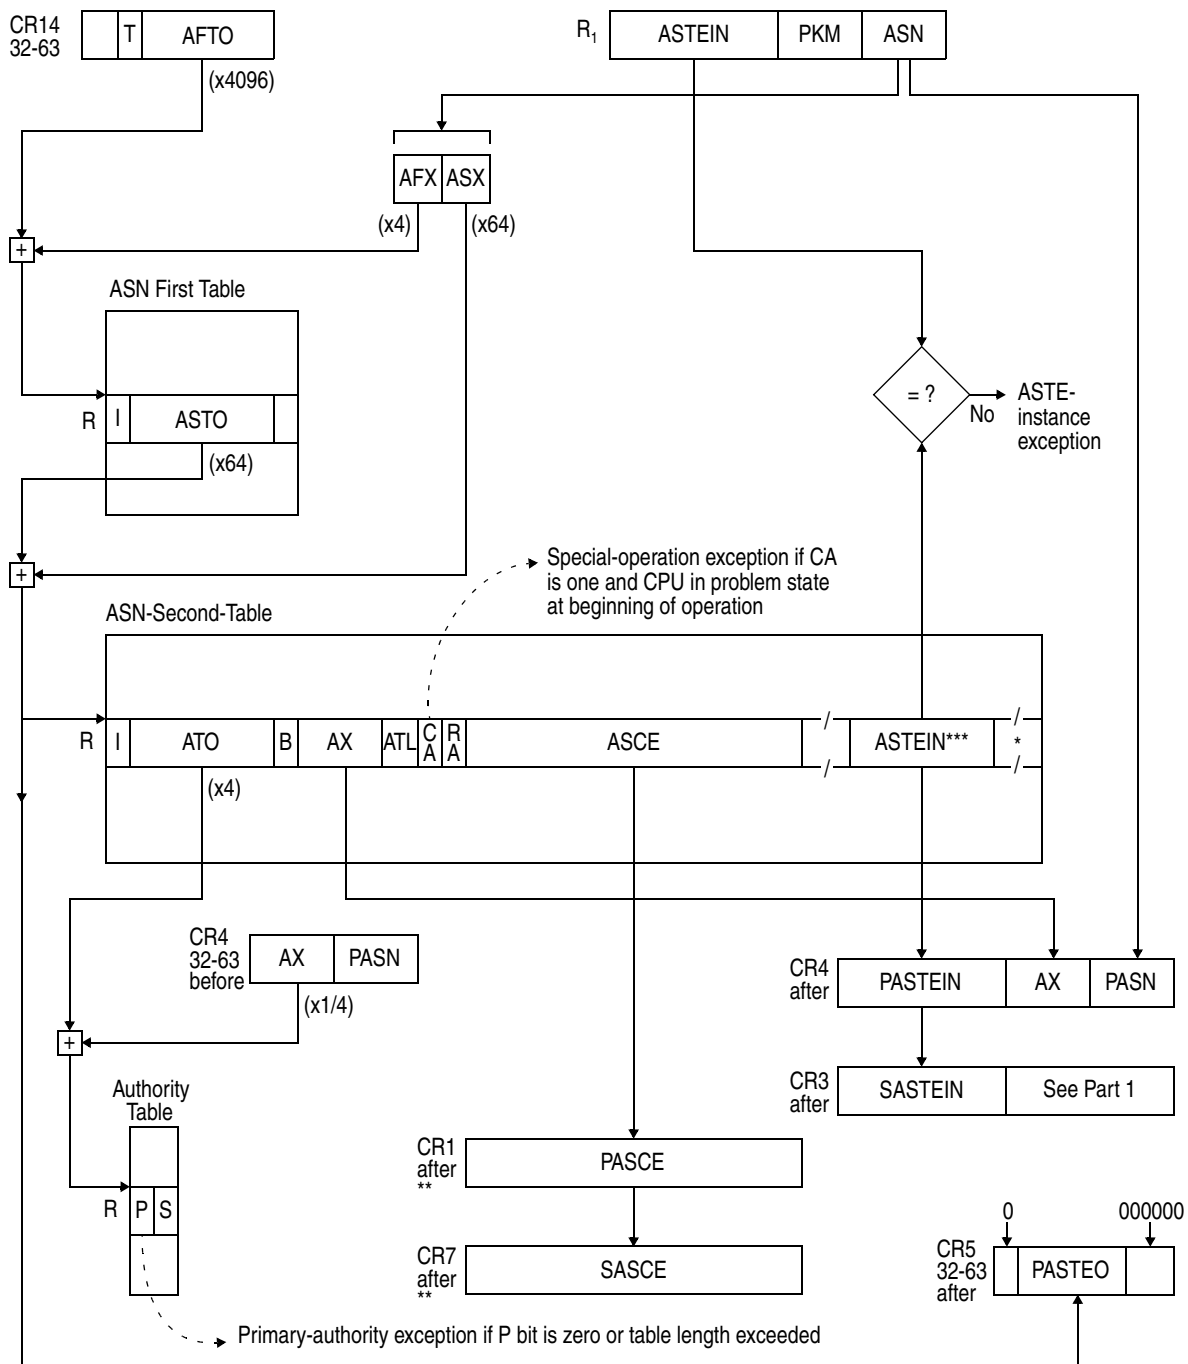 CR14
32-63
T
AFTO
(x4096)
R1
ASTEIN
PKM
ASN
AFX
ASX
(x4)
(x64)
+
ASN First Table
R
I
ASTO
(x64)
= ?
No
ASTE-
instance
exception
+
Special-operation exception if CA
is one and CPU in problem state
at beginning of operation
ASN-Second-Table
R
I
ATO
B
AX
ATL
C
A
R
A
ASCE
/
/
ASTEIN***
/
*
/
(x4)
CR4
32-63
before
AX
PASN
(x1/4)
CR4
after
PASTEIN
AX
PASN
+
CR3
after
SASTEIN
See Part 1
Authority
Table
R
P
S
CR1
after
**
PASCE
CR7
after
**
SASCE
0
000000
CR5
32-63
after
PASTEO
Primary-authority exception if P bit is zero or table length exceeded